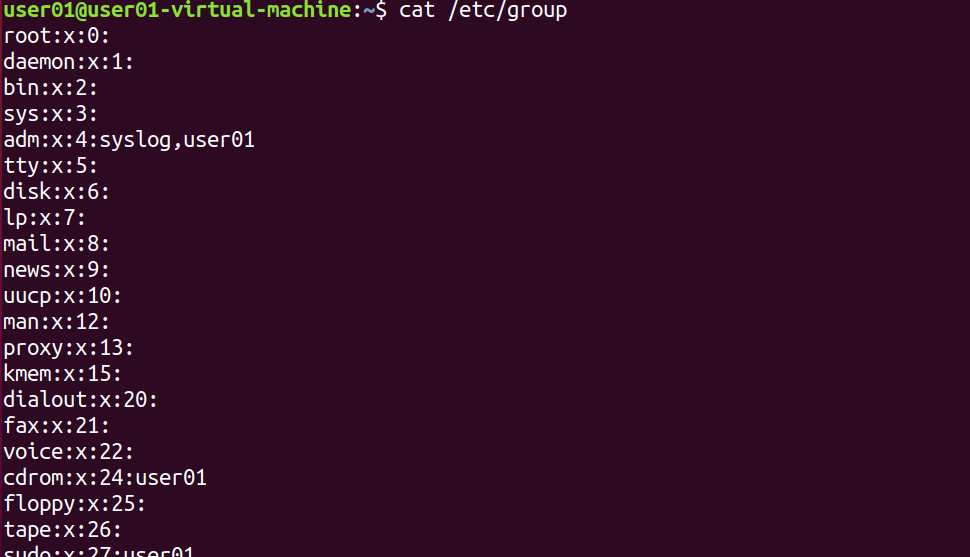 user01@user01-virtual-machine:~$ cat /etc/group
root:x:0:
daemon:x:1:
bin:x:2:
sys:x:3:
adm:x:4:syslog,user01
tty:x:5:
disk:x:6:
lp:x:7:
mail:x:8:
news:x:9:
uucp:x:10:
man:x:12:
proxy:x:13:
kmem:x:15:
dialout:x:20:
fax:x:21:
voice:x:22:
cdrom:x:24:user01
floppy:x:25:
tape:x:26:
sudo:x:27:user01